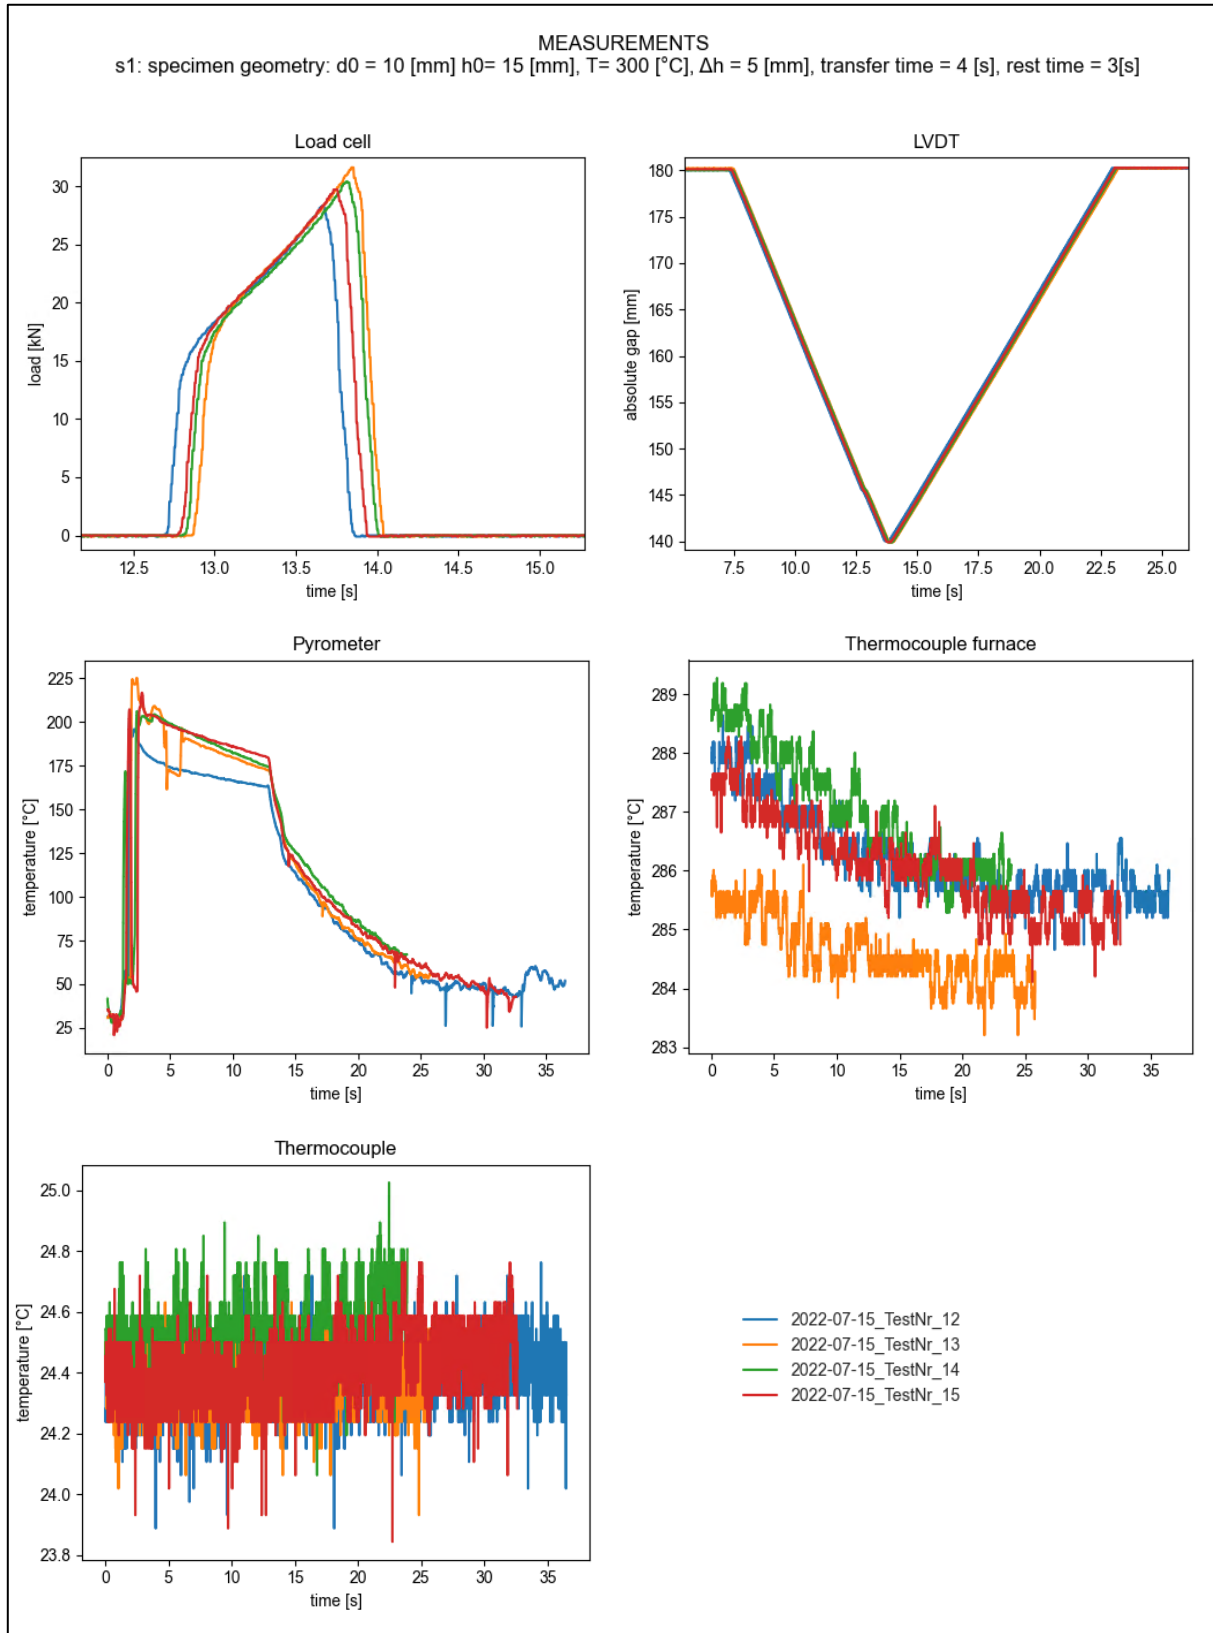 MEASUREMENTS
s1: specimen geometry: d0 = 10 [mm] h0= 15 [mm], T= 300 [°C], Δh = 5 [mm], transfer time = 4 [s], rest time = 3[s]
Load cell
30
25
20
15
10
5
0
load [kN]
12.5 13.0 13.5 14.0 14.5 15.0
time [s]
LVDT
180
175
170
165
160
155
150
145
140
absolute gap [mm]
7.5 10.0 12.5 15.0 17.5 20.0 22.5 25.0
time [s]
Pyrometer
225
200
175
150
125
100
75
50
25
temperature [°C]
0 5 10 15 20 25 30 35
time [s]
Thermocouple furnace
289
288
287
286
285
284
283
temperature [°C]
0 5 10 15 20 25 30 35
time [s]
Thermocouple
25.0
24.8
24.6
24.4
24.2
24.0
23.8
temperature [°C]
0 5 10 15 20 25 30 35
time [s]
2022-07-15_TestNr_12
2022-07-15_TestNr_13
2022-07-15_TestNr_14
2022-07-15_TestNr_15